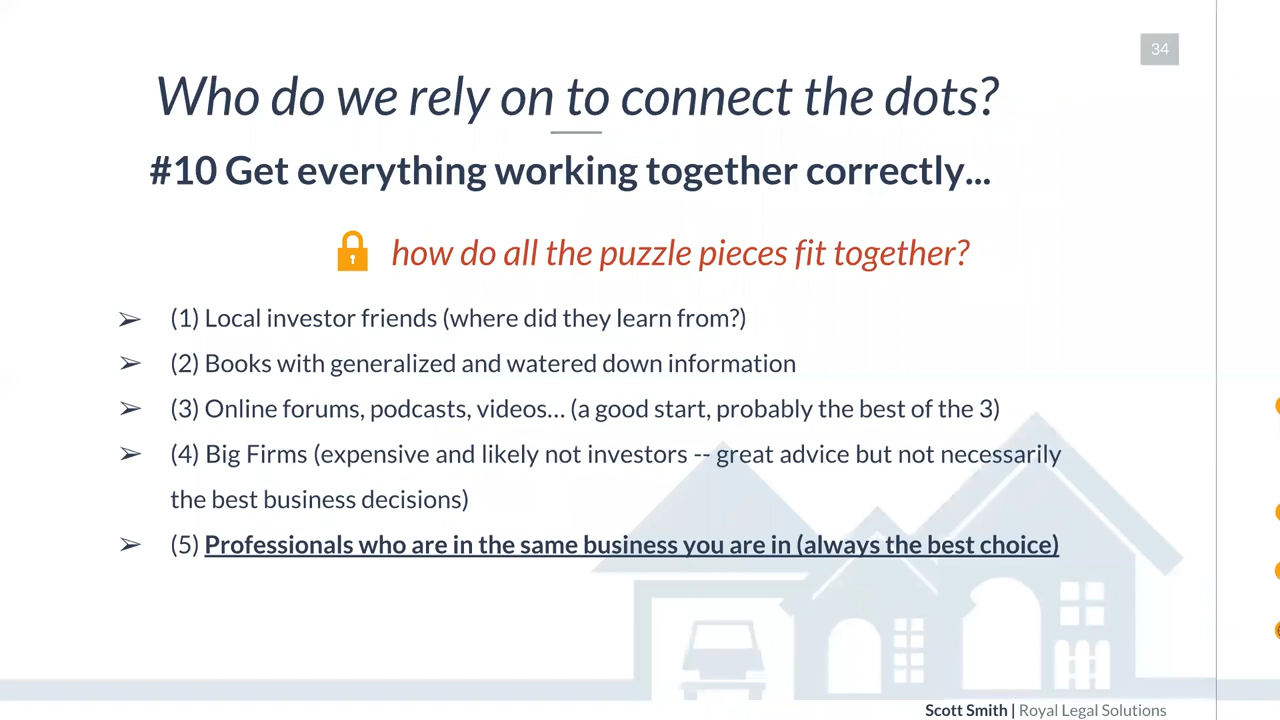 34
Who do we rely on to connect the dots?
#10 Get everything working together correctly...
how do all the puzzle pieces fit together?
➢ (1) Local investor friends (where did they learn from?)
➢ (2) Books with generalized and watered down information
➢ (3) Online forums, podcasts, videos... (a good start, probably the best of the 3)
➢ (4) Big Firms (expensive and likely not investors -- great advice but not necessarily
the best business decisions)
➢ (5) Professionals who are in the same business you are in (always the best choice)
Scott Smith | Royal Legal Solutions